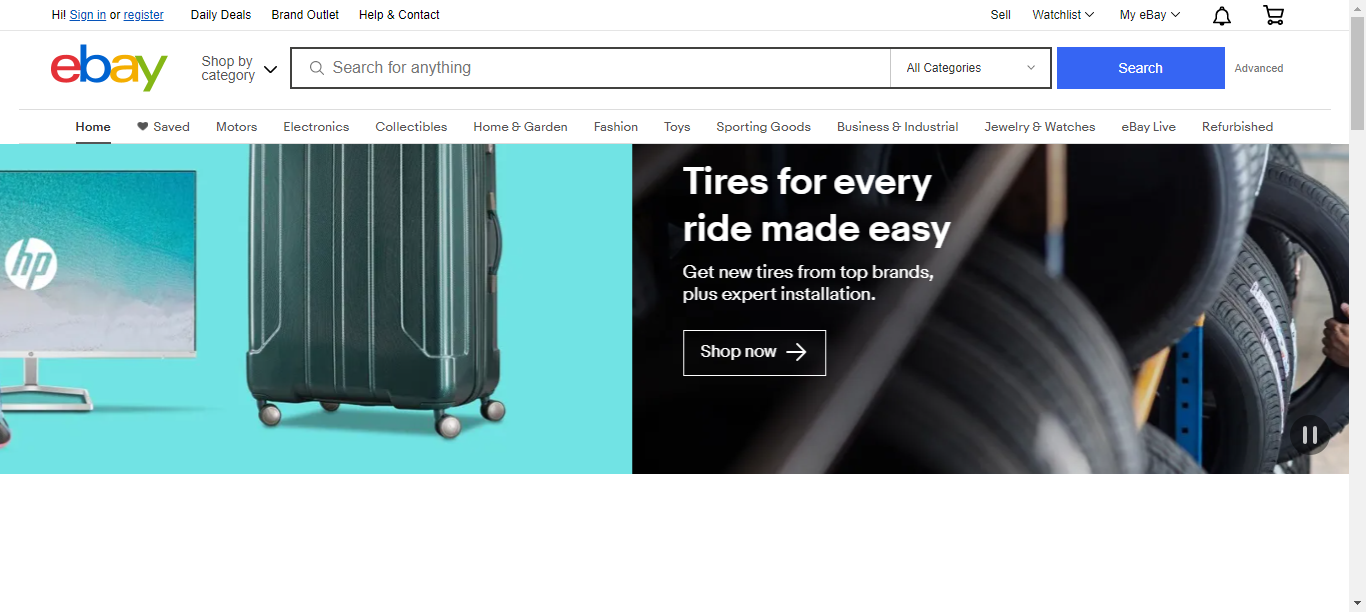 Hi! Sign in or register
Daily Deals
Brand Outlet
Help & Contact
Sell
Watchlist
My eBay
ebay
Shop by
category
Search for anything
All Categories
Search
Advanced
Home
Saved
Motors
Electronics
Collectibles
Home & Garden
Fashion
Toys
Sporting Goods
Business & Industrial
Jewelry & Watches
eBay Live
Refurbished
hp
Tires for every
ride made easy
Get new tires from top brands,
plus expert installation.
Shop now